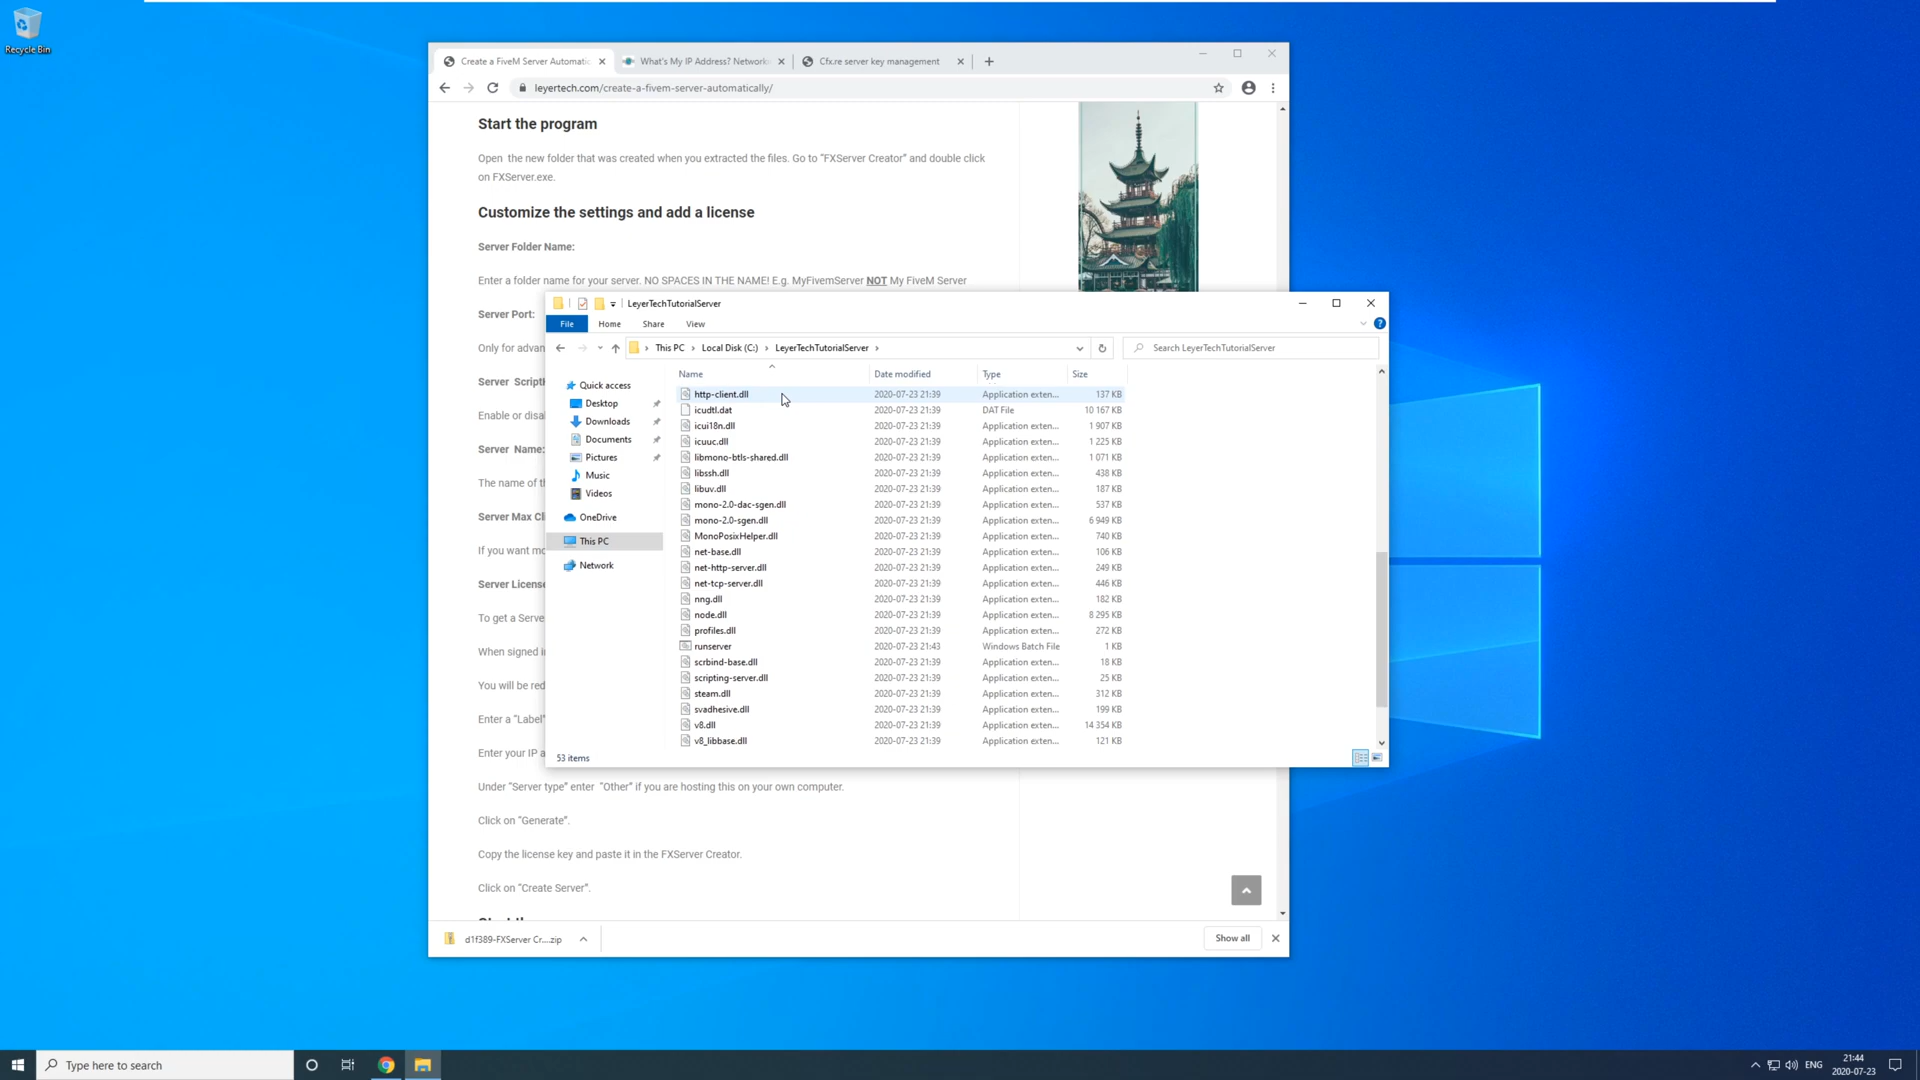 Recycle Bin
Create a FiveM Server Automatic
What's My IP Address? Network
Cfx.re server key management
leyertech.com/create-a-fivem-server-automatically/
Start the program
Open the new folder that was created when you extracted the files. Go to "FXServer Creator" and double click
on FXServer.exe.
Customize the settings and add a license
Server Folder Name:
Enter a folder name for your server. NO SPACES IN THE NAME! E.g. MyFivemServer NOT My FiveM Server
Server Port:
Only for advan
Server Script
Enable or disa
Server Name:
The name of t
Server Max Cli
If you want mo
Server License
To get a Serve
When signed i
You will be red
Enter a "Label"
Enter your IP a
Under "Server type" enter "Other" if you are hosting this on your own computer.
Click on "Generate".
Copy the license key and paste it in the FXServer Creator.
Click on "Create Server".
LeyerTechTutorialServer
File Home Share View
This PC Local Disk (C:) LeyerTechTutorialServer
Search LeyerTechTutorialServer
Quick access
Desktop
Downloads
Documents
Pictures
Music
Videos
OneDrive
This PC
Network
Name Date modified Type Size
http-client.dll 2020-07-23 21:39 Application exten... 137 KB
icudtl.dat 2020-07-23 21:39 DAT File 10 167 KB
icui18n.dll 2020-07-23 21:39 Application exten... 1 907 KB
icuuc.dll 2020-07-23 21:39 Application exten... 1 225 KB
libmono-btls-shared.dll 2020-07-23 21:39 Application exten... 1 071 KB
libssh.dll 2020-07-23 21:39 Application exten... 438 KB
libuv.dll 2020-07-23 21:39 Application exten... 187 KB
mono-2.0-dac-sgen.dll 2020-07-23 21:39 Application exten... 537 KB
mono-2.0-sgen.dll 2020-07-23 21:39 Application exten... 6 949 KB
MonoPosixHelper.dll 2020-07-23 21:39 Application exten... 740 KB
net-base.dll 2020-07-23 21:39 Application exten... 106 KB
net-http-server.dll 2020-07-23 21:39 Application exten... 249 KB
net-tcp-server.dll 2020-07-23 21:39 Application exten... 446 KB
nng.dll 2020-07-23 21:39 Application exten... 182 KB
node.dll 2020-07-23 21:39 Application exten... 8 295 KB
profiles.dll 2020-07-23 21:39 Application exten... 272 KB
runserver 2020-07-23 21:43 Windows Batch File 1 KB
scrbind-base.dll 2020-07-23 21:39 Application exten... 18 KB
scripting-server.dll 2020-07-23 21:39 Application exten... 25 KB
steam.dll 2020-07-23 21:39 Application exten... 312 KB
svadhesive.dll 2020-07-23 21:39 Application exten... 199 KB
v8.dll 2020-07-23 21:39 Application exten... 14 354 KB
v8_libbase.dll 2020-07-23 21:39 Application exten... 121 KB
53 items
d1f389-FXServer Cr....zip
Show all
Type here to search
ENG
21:44
2020-07-23